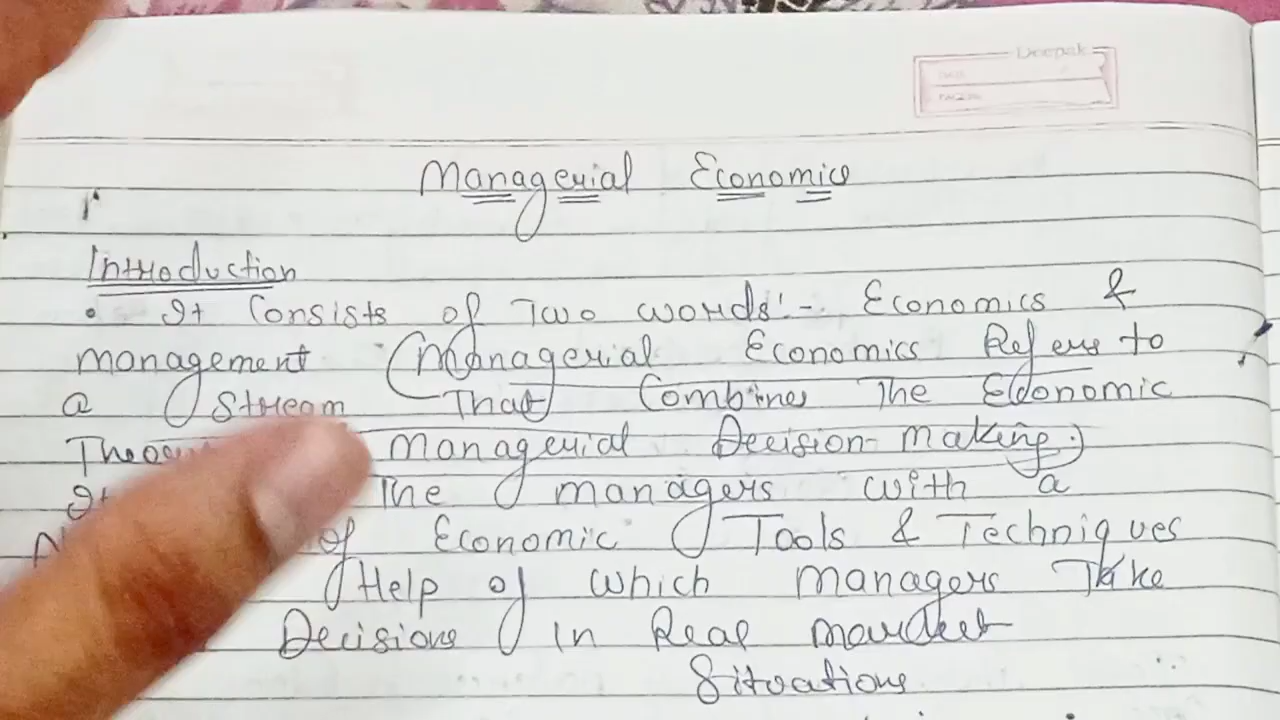 Deepak
Managerial Economics
Introduction
• It Consists of Two words:- Economics &
management (Managerial Economics Refers to
a Stream That Combines The Economic
Managerial Decision-making.)
The managers with a
of Economic Tools & Techniques
Help of which managers Take
Decisions In Real market
Situations